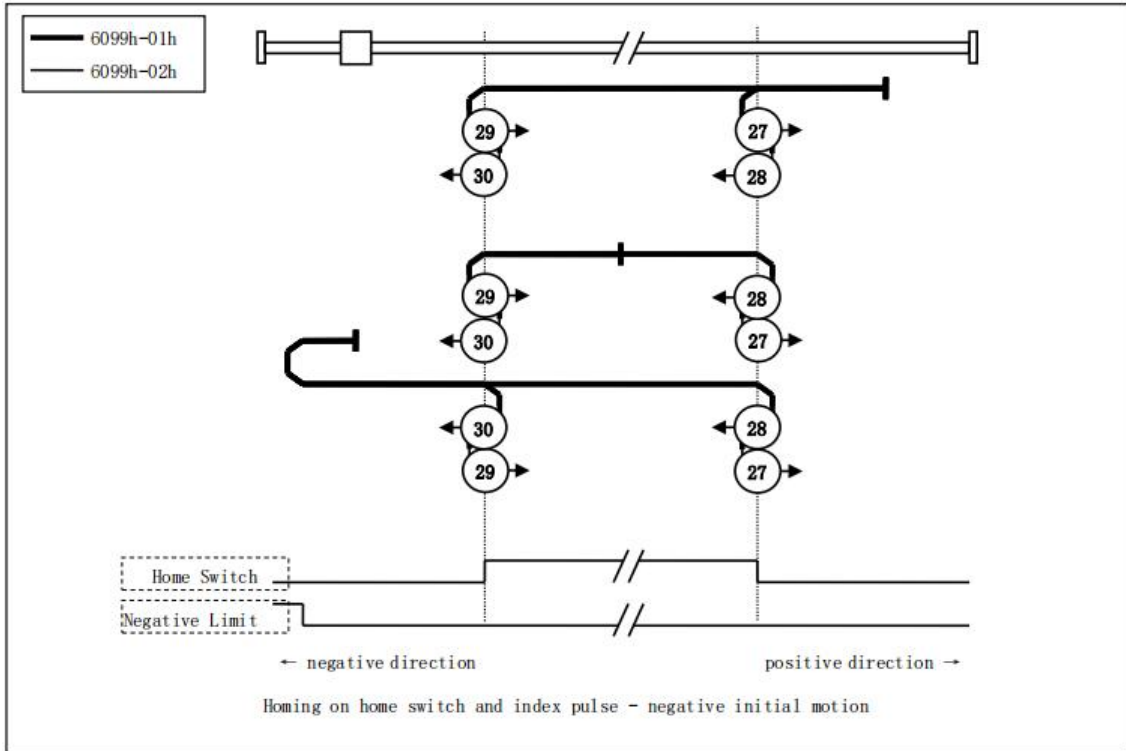 6099h-01h
6099h-02h
29 27
30 28
29 28
30 27
30 28
29 27
Home Switch
Negative Limit
← negative direction positive direction →
Homing on home switch and index pulse - negative initial motion